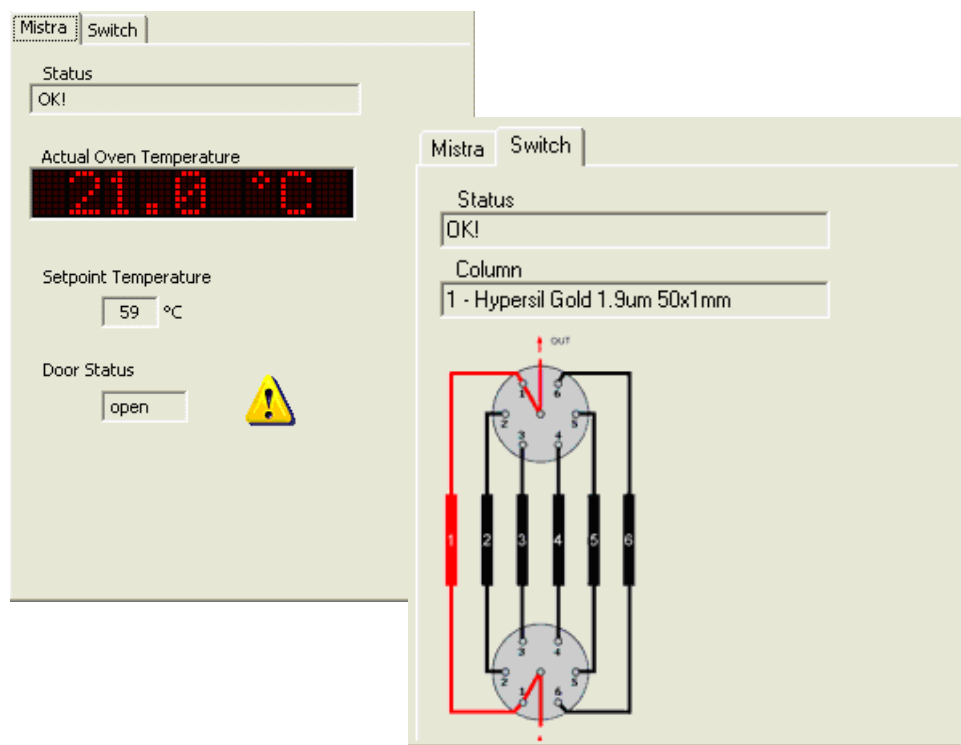 Mistra Switch
Status
OK!
Actual Oven Temperature
21.0 °C
Setpoint Temperature
59 °C
Door Status
open
Mistra Switch
Status
OK!
Column
1 - Hypersil Gold 1.9um 50x1mm
OUT
1 6
2 5
3 4
1 2 3 4 5 6
3 4
2 5
1 6